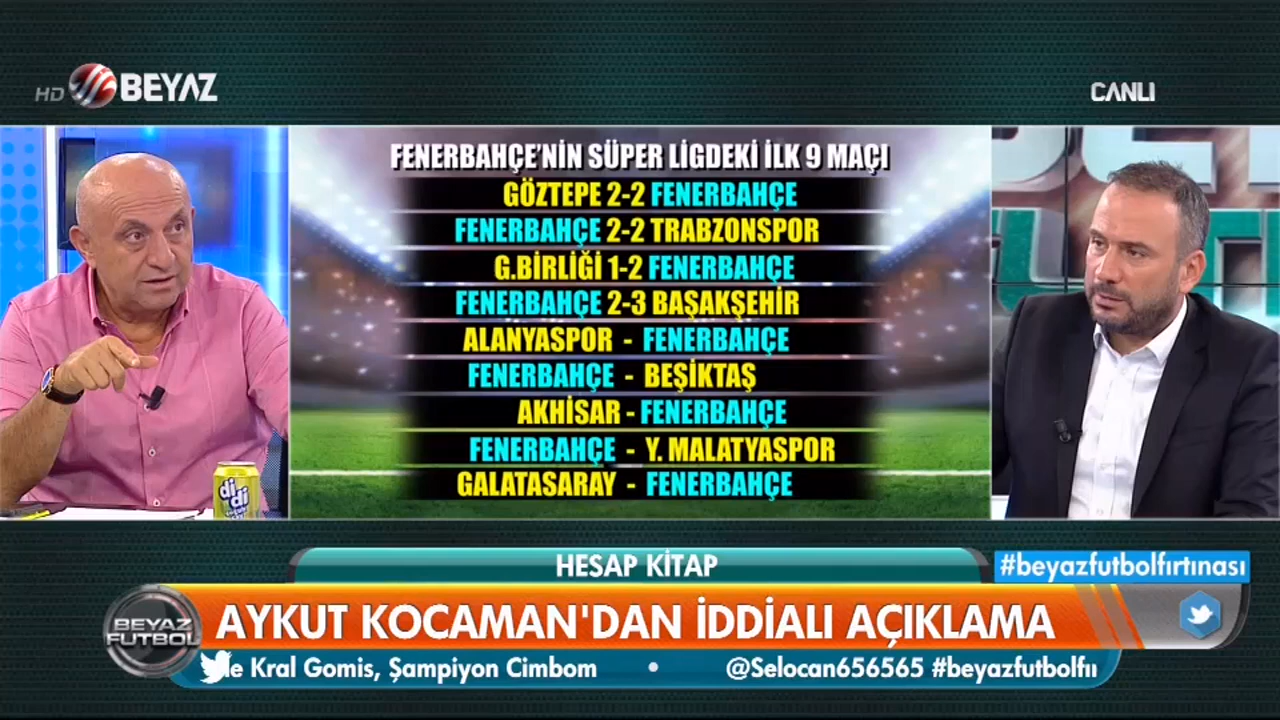 HD BEYAZ
CANLI
FENERBAHÇE'NİN SÜPER LİGDEKİ İLK 9 MAÇI
GÖZTEPE 2-2 FENERBAHÇE
FENERBAHÇE 2-2 TRABZONSPOR
G.BİRLİĞİ 1-2 FENERBAHÇE
FENERBAHÇE 2-3 BAŞAKŞEHİR
ALANYASPOR - FENERBAHÇE
FENERBAHÇE - BEŞİKTAŞ
AKHİSAR - FENERBAHÇE
FENERBAHÇE - Y. MALATYASPOR
GALATASARAY - FENERBAHÇE
didi
HESAP KİTAP
#beyazfutbolfırtınası
BEYAZ
FUTBOL
AYKUT KOCAMAN'DAN İDDİALI AÇIKLAMA
Kral Gomis, Şampiyon Cimbom • @Selocan656565 #beyazfutbolfı